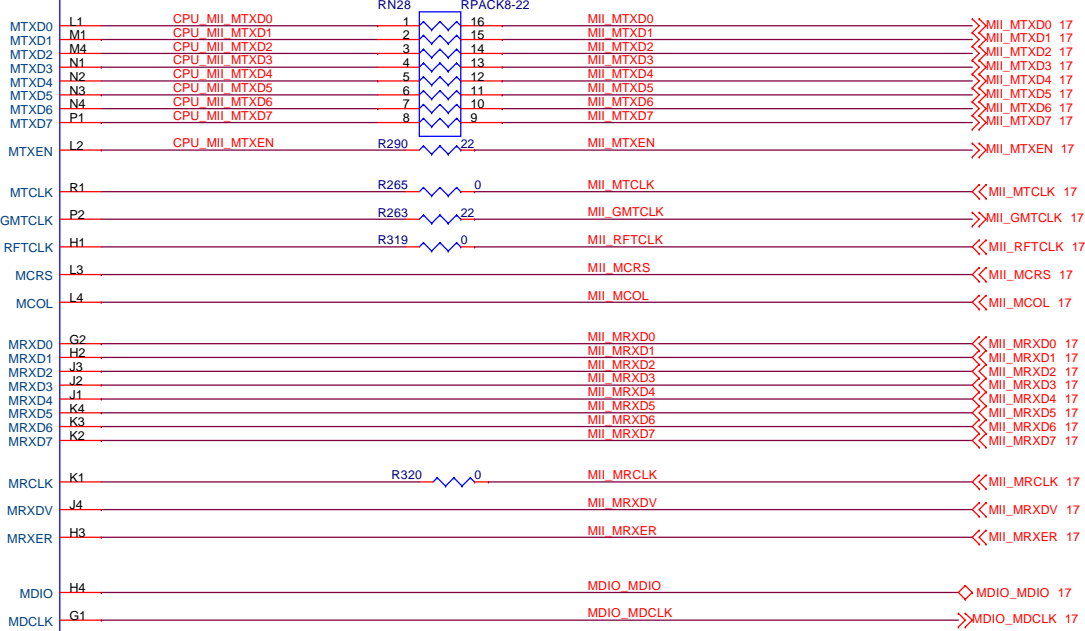 RN28 RPACK8-22
MTXD0 L1 CPU_MII_MTXD0 1 16 MII_MTXD0 MII_MTXD0 17
MTXD1 M1 CPU_MII_MTXD1 2 15 MII_MTXD1 MII_MTXD1 17
MTXD2 M4 CPU_MII_MTXD2 3 14 MII_MTXD2 MII_MTXD2 17
MTXD3 N1 CPU_MII_MTXD3 4 13 MII_MTXD3 MII_MTXD3 17
MTXD4 N2 CPU_MII_MTXD4 5 12 MII_MTXD4 MII_MTXD4 17
MTXD5 N3 CPU_MII_MTXD5 6 11 MII_MTXD5 MII_MTXD5 17
MTXD6 N4 CPU_MII_MTXD6 7 10 MII_MTXD6 MII_MTXD6 17
MTXD7 P1 CPU_MII_MTXD7 8 9 MII_MTXD7 MII_MTXD7 17
MTXEN L2 CPU_MII_MTXEN R290 22 MII_MTXEN MII_MTXEN 17
MTCLK R1 R265 0 MII_MTCLK MII_MTCLK 17
GMTCLK P2 R263 22 MII_GMTCLK MII_GMTCLK 17
RFTCLK H1 R319 0 MII_RFTCLK MII_RFTCLK 17
MCRS L3 MII_MCRS MII_MCRS 17
MCOL L4 MII_MCOL MII_MCOL 17
MRXD0 G2 MII_MRXD0 MII_MRXD0 17
MRXD1 H2 MII_MRXD1 MII_MRXD1 17
MRXD2 J3 MII_MRXD2 MII_MRXD2 17
MRXD3 J2 MII_MRXD3 MII_MRXD3 17
MRXD4 J1 MII_MRXD4 MII_MRXD4 17
MRXD5 K4 MII_MRXD5 MII_MRXD5 17
MRXD6 K3 MII_MRXD6 MII_MRXD6 17
MRXD7 K2 MII_MRXD7 MII_MRXD7 17
MRCLK K1 R320 0 MII_MRCLK MII_MRCLK 17
MRXDV J4 MII_MRXDV MII_MRXDV 17
MRXER H3 MII_MRXER MII_MRXER 17
MDIO H4 MDIO_MDIO MDIO_MDIO 17
MDCLK G1 MDIO_MDCLK MDIO_MDCLK 17